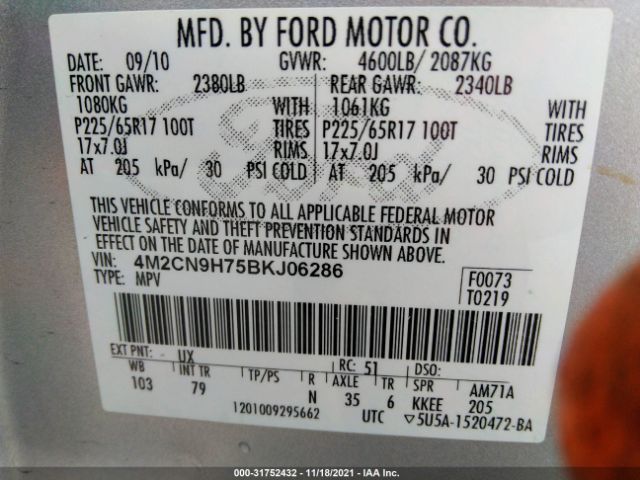 MFD. BY FORD MOTOR CO.
DATE: 09/10 GVWR: 4600LB/ 2087KG
FRONT GAWR: 2380LB REAR GAWR: 2340LB
1080KG WITH 1061KG WITH
P225/65R17 100T TIRES P225/65R17 100T TIRES
17x7.0J RIMS 17x7.0J RIMS
AT 205 kPa/ 30 PSI COLD AT 205 kPa/ 30 PSI COLD
THIS VEHICLE CONFORMS TO ALL APPLICABLE FEDERAL MOTOR
VEHICLE SAFETY AND THEFT PREVENTION STANDARDS IN
EFFECT ON THE DATE OF MANUFACTURE SHOWN ABOVE.
VIN: 4M2CN9H75BKJ06286 F0073
TYPE: MPV T0219
EXT PNT: UX RC: 51 DSO:
WB INT TR TP/PS R AXLE TR SPR AM71A
103 79 N 35 6 KKEE 205
1201009295662 UTC ▽5U5A-1520472-BA
000-31752432 - 11/18/2021 - IAA Inc.